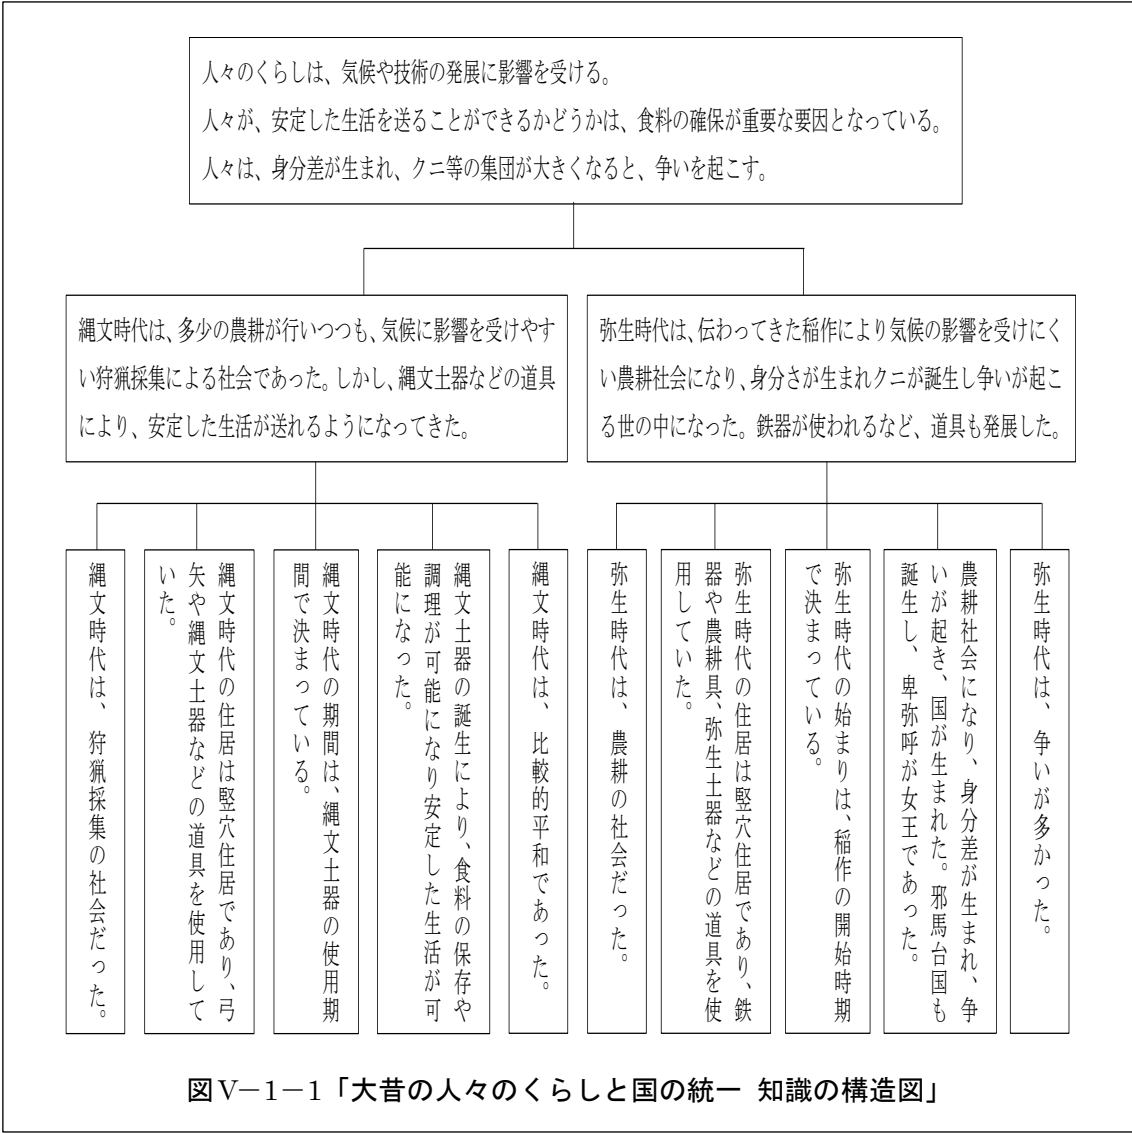 人々のくらしは、気候や技術の発展に影響を受ける。
人々が、安定した生活を送ることができるかどうかは、食料の確保が重要な要因となっている。
人々は、身分差が生まれ、クニ等の集団が大きくなると、争いを起こす。
縄文時代は、多少の農耕が行いつつも、気候に影響を受けやす
い狩猟採集による社会であった。しかし、縄文土器などの道具
により、安定した生活が送れるようになってきた。
弥生時代は、伝わってきた稲作により気候の影響を受けにく
い農耕社会になり、身分さが生まれクニが誕生し争いが起こ
る世の中になった。鉄器が使われるなど、道具も発展した。
縄文時代は、狩猟採集の社会だった。
縄文時代の住居は竪穴住居であり、弓
矢や縄文土器などの道具を使用して
いた。
縄文時代の期間は、縄文土器の使用期
間で決まっている。
縄文土器の誕生により、食料の保存や
調理が可能になり安定した生活が可
能になった。
縄文時代は、比較的平和であった。
弥生時代は、農耕の社会だった。
弥生時代の住居は竪穴住居であり、鉄
器や農耕具、弥生土器などの道具を使
用していた。
弥生時代の始まりは、稲作の開始時期
で決まっている。
農耕社会になり、身分差が生まれ、争
いが起き、国が生まれた。邪馬台国も
誕生し、卑弥呼が女王であった。
弥生時代は、争いが多かった。
図Ⅴ−1−1「大昔の人々のくらしと国の統一 知識の構造図」